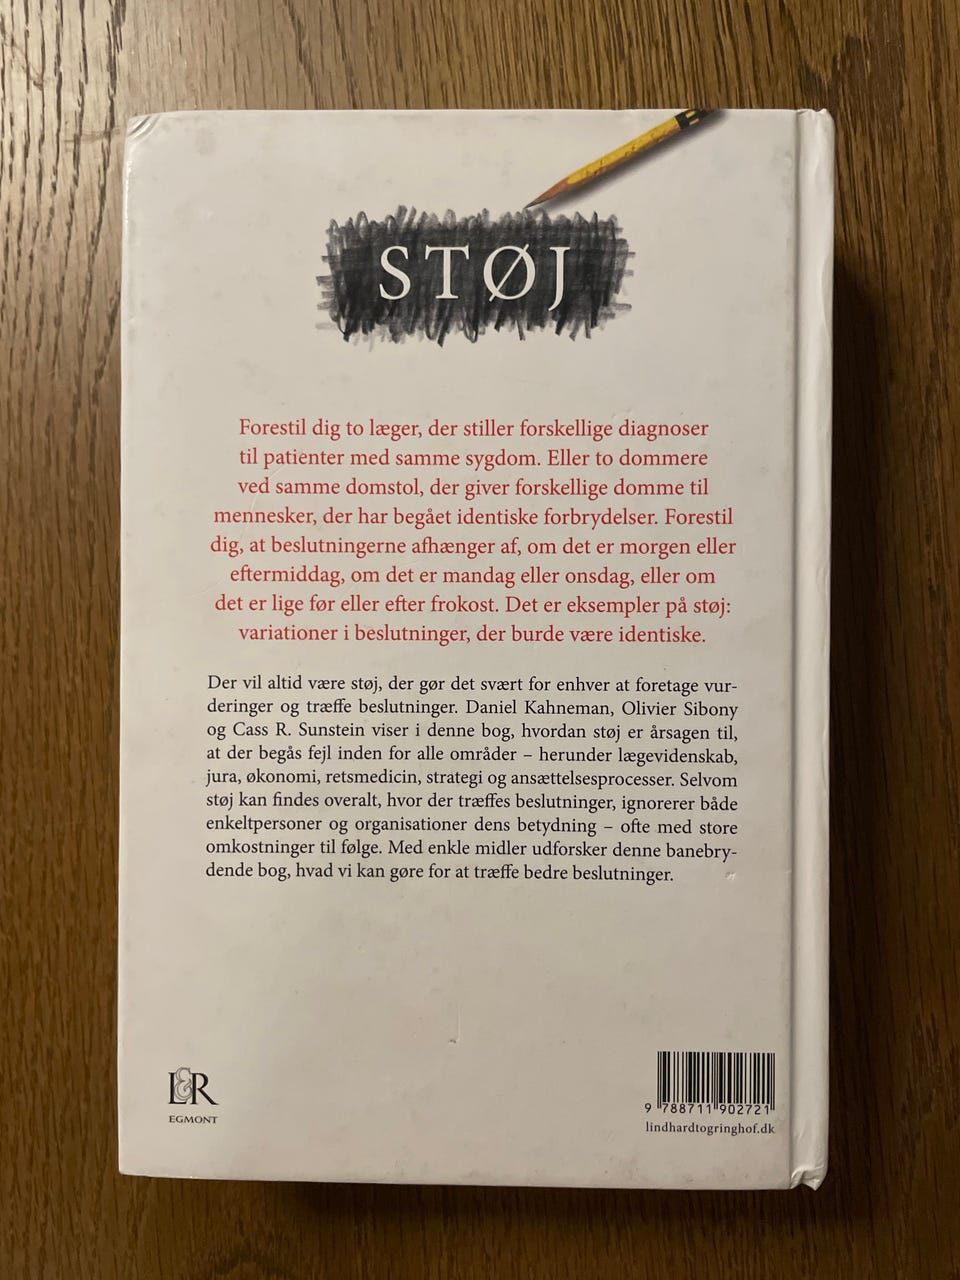 STØJ
Forestil dig to læger, der stiller forskellige diagnoser
til patienter med samme sygdom. Eller to dommere
ved samme domstol, der giver forskellige domme til
mennesker, der har begået identiske forbrydelser. Forestil
dig, at beslutningerne afhænger af, om det er morgen eller
eftermiddag, om det er mandag eller onsdag, eller om
det er lige før eller efter frokost. Det er eksempler på støj:
variationer i beslutninger, der burde være identiske.
Der vil altid være støj, der gør det svært for enhver at foretage vur-
deringer og træffe beslutninger. Daniel Kahneman, Olivier Sibony
og Cass R. Sunstein viser i denne bog, hvordan støj er årsagen til,
at der begås fejl inden for alle områder – herunder lægevidenskab,
jura, økonomi, retsmedicin, strategi og ansættelsesprocesser. Selvom
støj kan findes overalt, hvor der træffes beslutninger, ignorerer både
enkeltpersoner og organisationer dens betydning – ofte med store
omkostninger til følge. Med enkle midler udforsker denne banebry-
dende bog, hvad vi kan gøre for at træffe bedre beslutninger.
L&R
EGMONT
9 788711 902721
lindhardtogringhof.dk